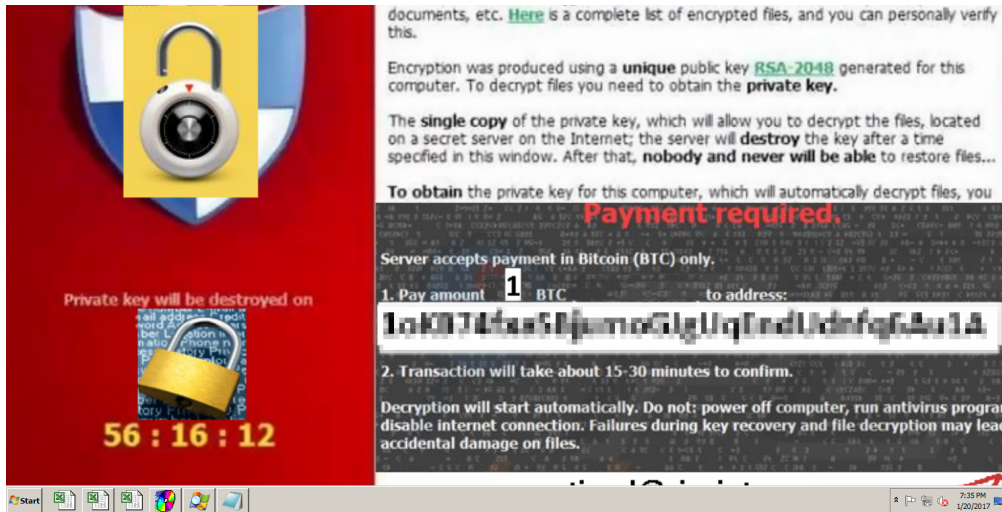 documents, etc. Here is a complete list of encrypted files, and you can personally verify
this.
Encryption was produced using a unique public key RSA-2048 generated for this
computer. To decrypt files you need to obtain the private key.
The single copy of the private key, which will allow you to decrypt the files, located
on a secret server on the Internet; the server will destroy the key after a time
specified in this window. After that, nobody and never will be able to restore files...
To obtain the private key for this computer, which will automatically decrypt files, you
Payment required.
Server accepts payment in Bitcoin (BTC) only.
1. Pay amount 1 BTC to address:
2. Transaction will take about 15-30 minutes to confirm.
Decryption will start automatically. Do not: power off computer, run antivirus
disable internet connection. Failures during key recovery and file decryption may
accidental damage on files.
Private key will be destroyed on
56 : 16 : 12
Start
7:35 PM
1/20/2017